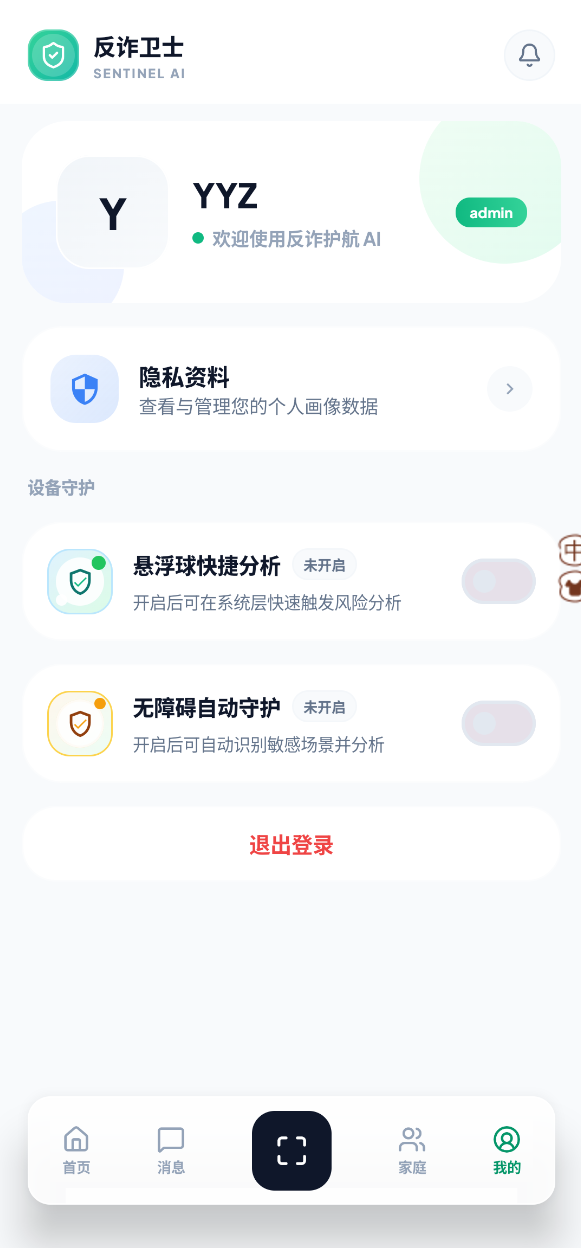 反诈卫士
SENTINEL AI
Y
YYZ
admin
欢迎使用反诈护航 AI
隐私资料
查看与管理您的个人画像数据
设备守护
悬浮球快捷分析 未开启
开启后可在系统层快速触发风险分析
中
无障碍自动守护 未开启
开启后可自动识别敏感场景并分析
退出登录
首页 消息 家庭 我的